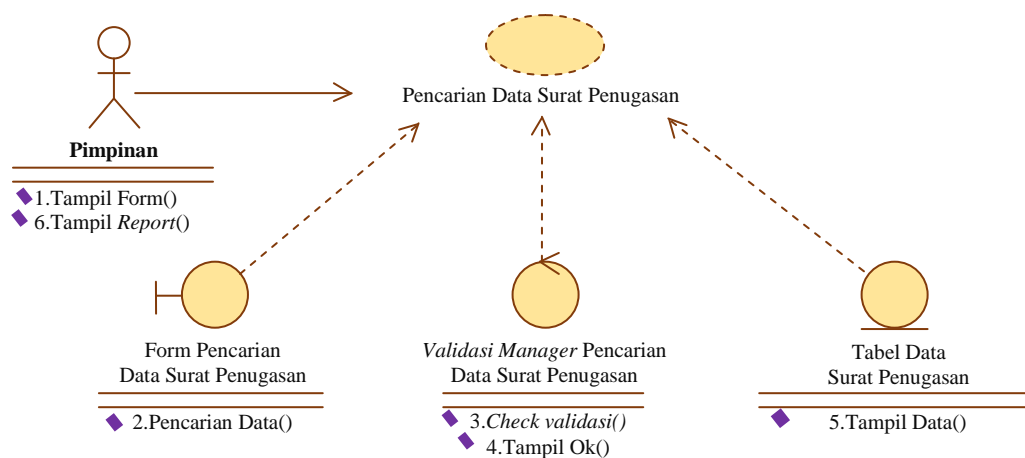 Pencarian Data Surat Penugasan
Pimpinan
1.Tampil Form()
6.Tampil Report()
Form Pencarian
Data Surat Penugasan
2.Pencarian Data()
Validasi Manager Pencarian
Data Surat Penugasan
3.Check validasi()
4.Tampil Ok()
Tabel Data
Surat Penugasan
5.Tampil Data()